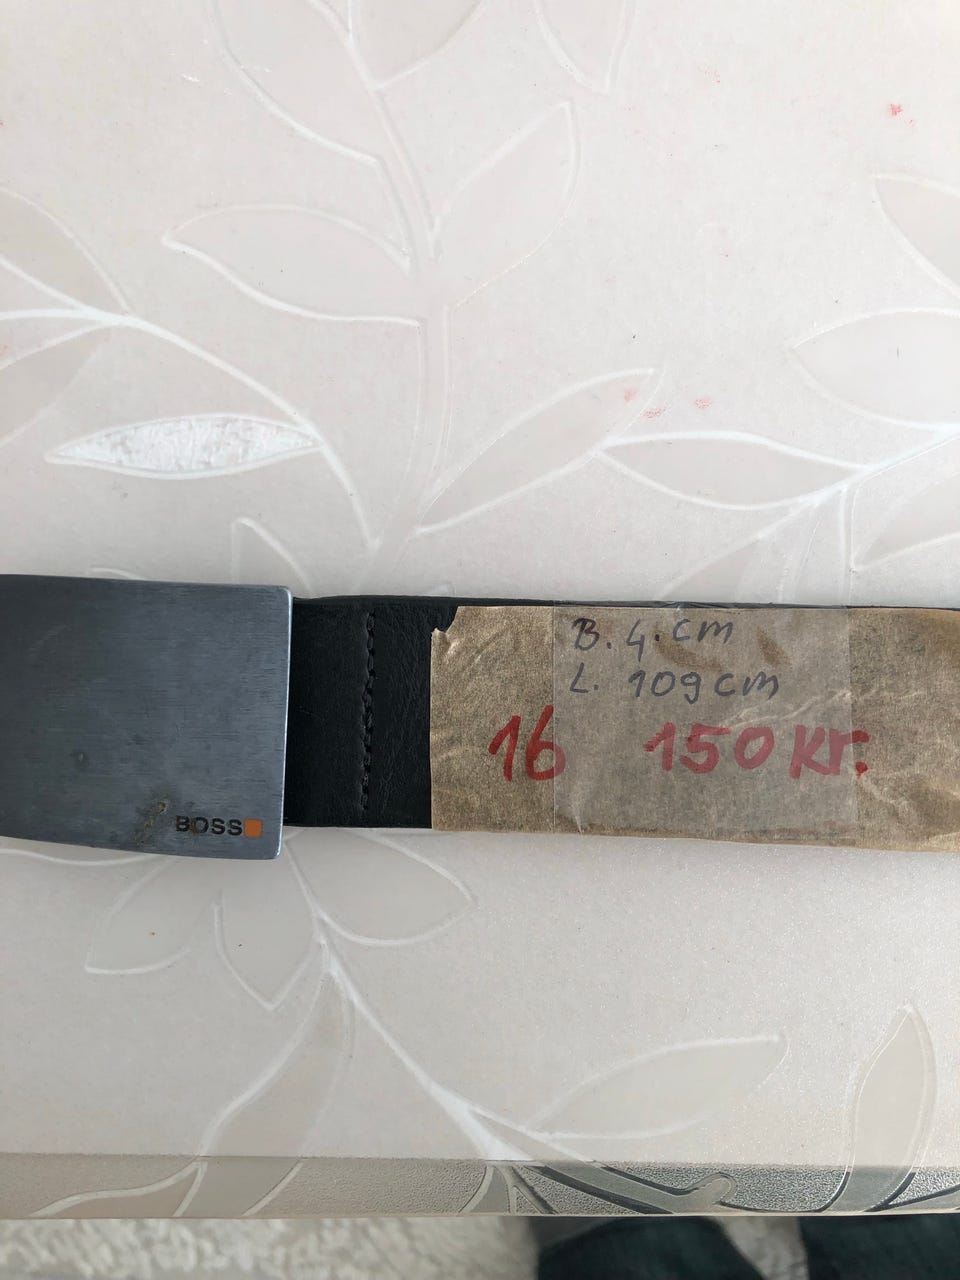 B. 4. cm
L. 109 cm
16 150 kr.
BOSS